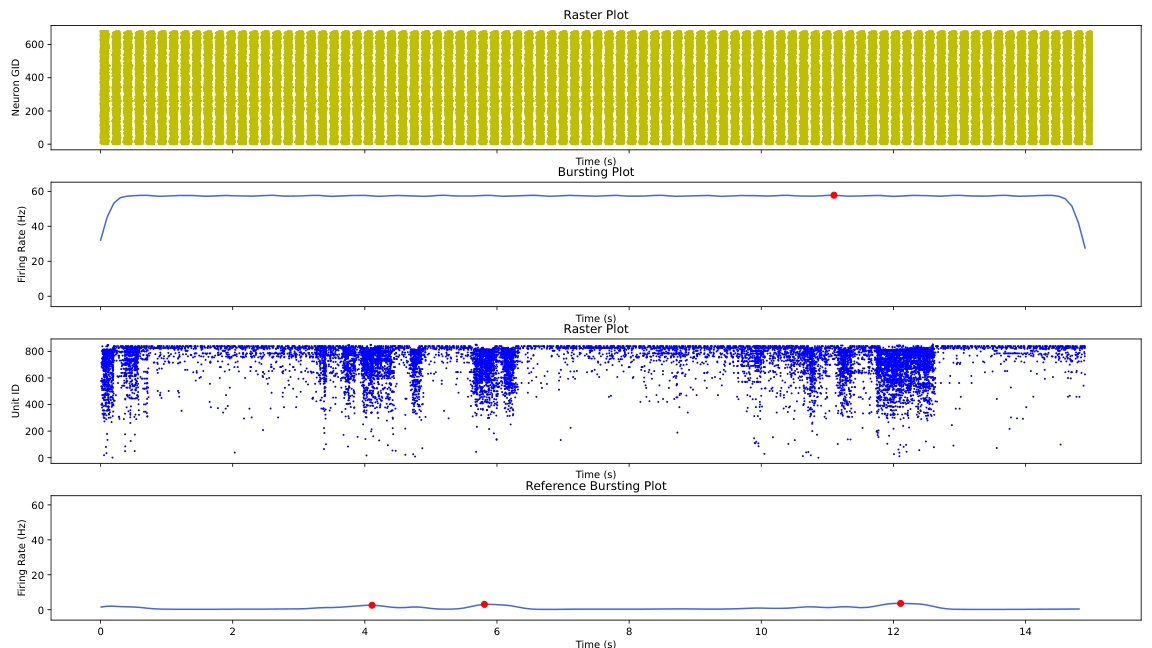 Raster Plot
Neuron GID
600
400
200
0
Time (s)
Bursting Plot
Firing Rate (Hz)
60
40
20
0
Time (s)
Raster Plot
Unit ID
800
600
400
200
0
Time (s)
Reference Bursting Plot
Firing Rate (Hz)
60
40
20
0
0 2 4 6 8 10 12 14
Time (s)